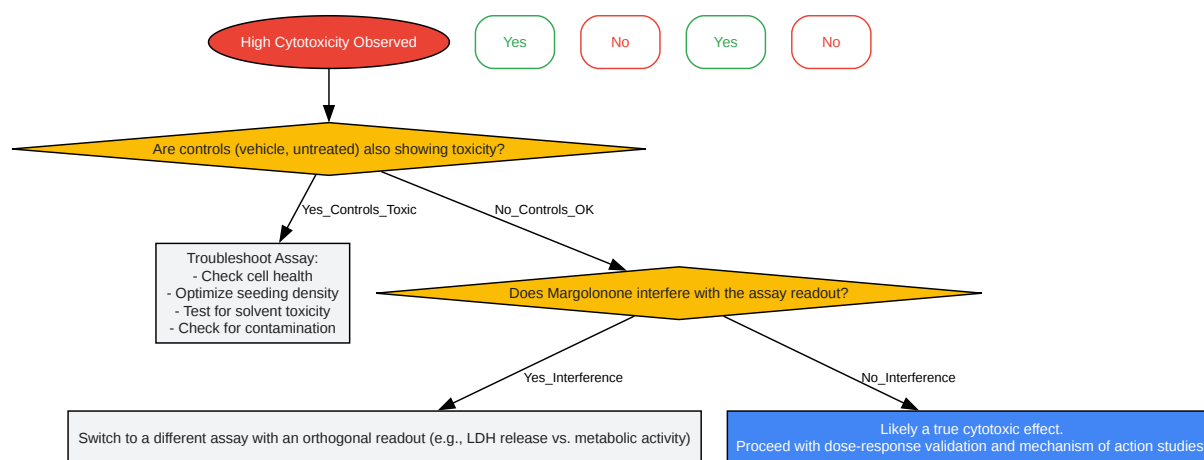 High Cytotoxicity Observed
Yes
No
Yes
No
Are controls (vehicle, untreated) also showing toxicity?
Yes_Controls_Toxic
No_Controls_OK
Troubleshoot Assay:
- Check cell health
- Optimize seeding density
- Test for solvent toxicity
- Check for contamination
Does Margolonone interfere with the assay readout?
Yes_Interference
No_Interference
Switch to a different assay with an orthogonal readout (e.g., LDH release vs. metabolic activity)
Likely a true cytotoxic effect.
Proceed with dose-response validation and mechanism of action studies